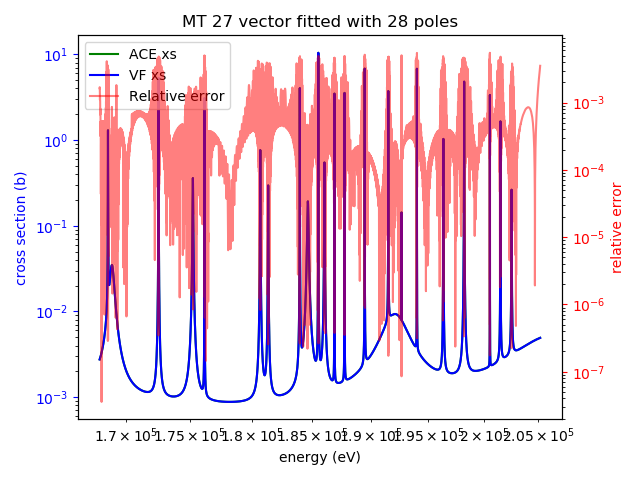 MT 27 vector fitted with 28 poles
ACE xs
VF xs
Relative error
10¹
10⁰
10⁻¹
10⁻²
10⁻³
cross section (b)
10⁻³
10⁻⁴
10⁻⁵
10⁻⁶
10⁻⁷
relative error
1.7 × 10⁵ 1.75 × 10⁵ 1.8 × 10⁵ 1.85 × 10⁵ 1.9 × 10⁵ 1.95 × 10⁵ 2 × 10⁵ 2.05 × 10⁵
energy (eV)